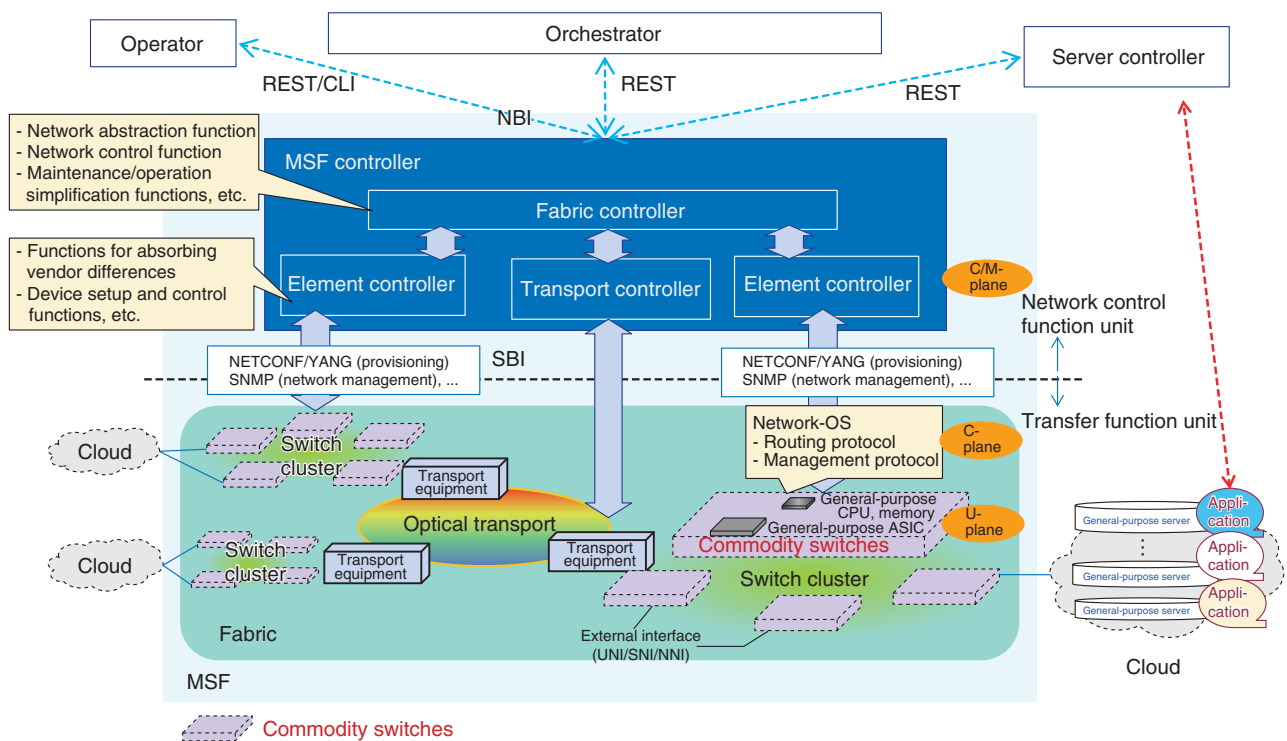 Operator
Orchestrator
Server controller
REST/CLI
REST
REST
NBI
- Network abstraction function
- Network control function
- Maintenance/operation
simplification functions, etc.
MSF controller
Fabric controller
- Functions for absorbing
vendor differences
- Device setup and control
functions, etc.
Element controller
Transport controller
Element controller
C/M-
plane
Network control
function unit
NETCONF/YANG (provisioning)
SNMP (network management), ...
SBI
NETCONF/YANG (provisioning)
SNMP (network management), ...
Transfer function unit
Network-OS
- Routing protocol
- Management protocol
C-
plane
Cloud
Switch
cluster
Transport
equipment
General-purpose
CPU, memory
General-purpose ASIC
Commodity switches
U-
plane
Optical transport
Cloud
Switch
cluster
Transport
equipment
Transport
equipment
Switch cluster
General-purpose server
Appli-
cation
⋮
General-purpose server
Appli-
cation
General-purpose server
Appli-
cation
External interface
(UNI/SNI/NNI)
Fabric
Cloud
MSF
Commodity switches